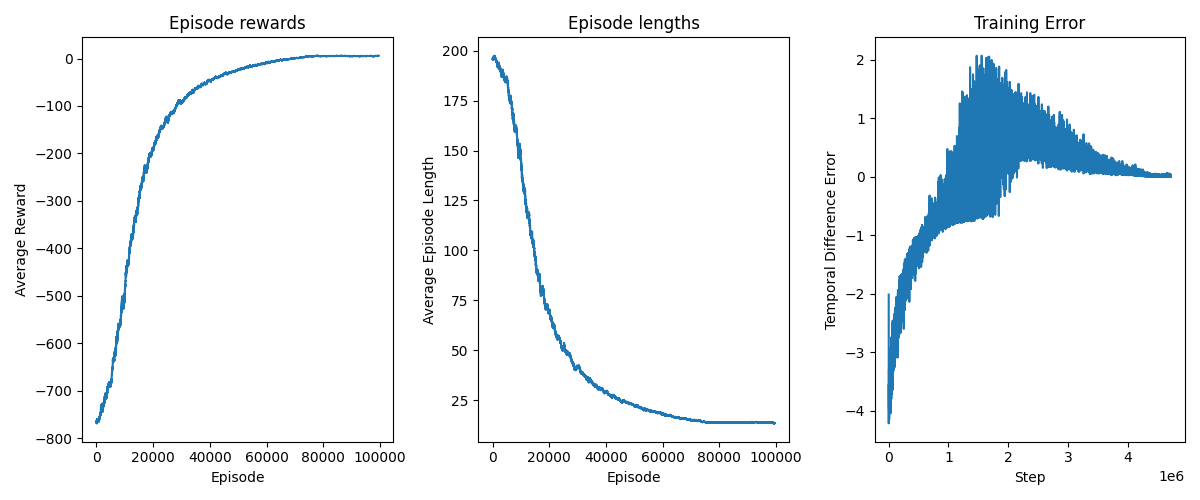 Episode rewards
Average Reward
0
−100
−200
−300
−400
−500
−600
−700
−800
0 20000 40000 60000 80000 100000
Episode
Episode lengths
Average Episode Length
200
175
150
125
100
75
50
25
0 20000 40000 60000 80000 100000
Episode
Training Error
Temporal Difference Error
2
1
0
−1
−2
−3
−4
0 1 2 3 4
1e6
Step